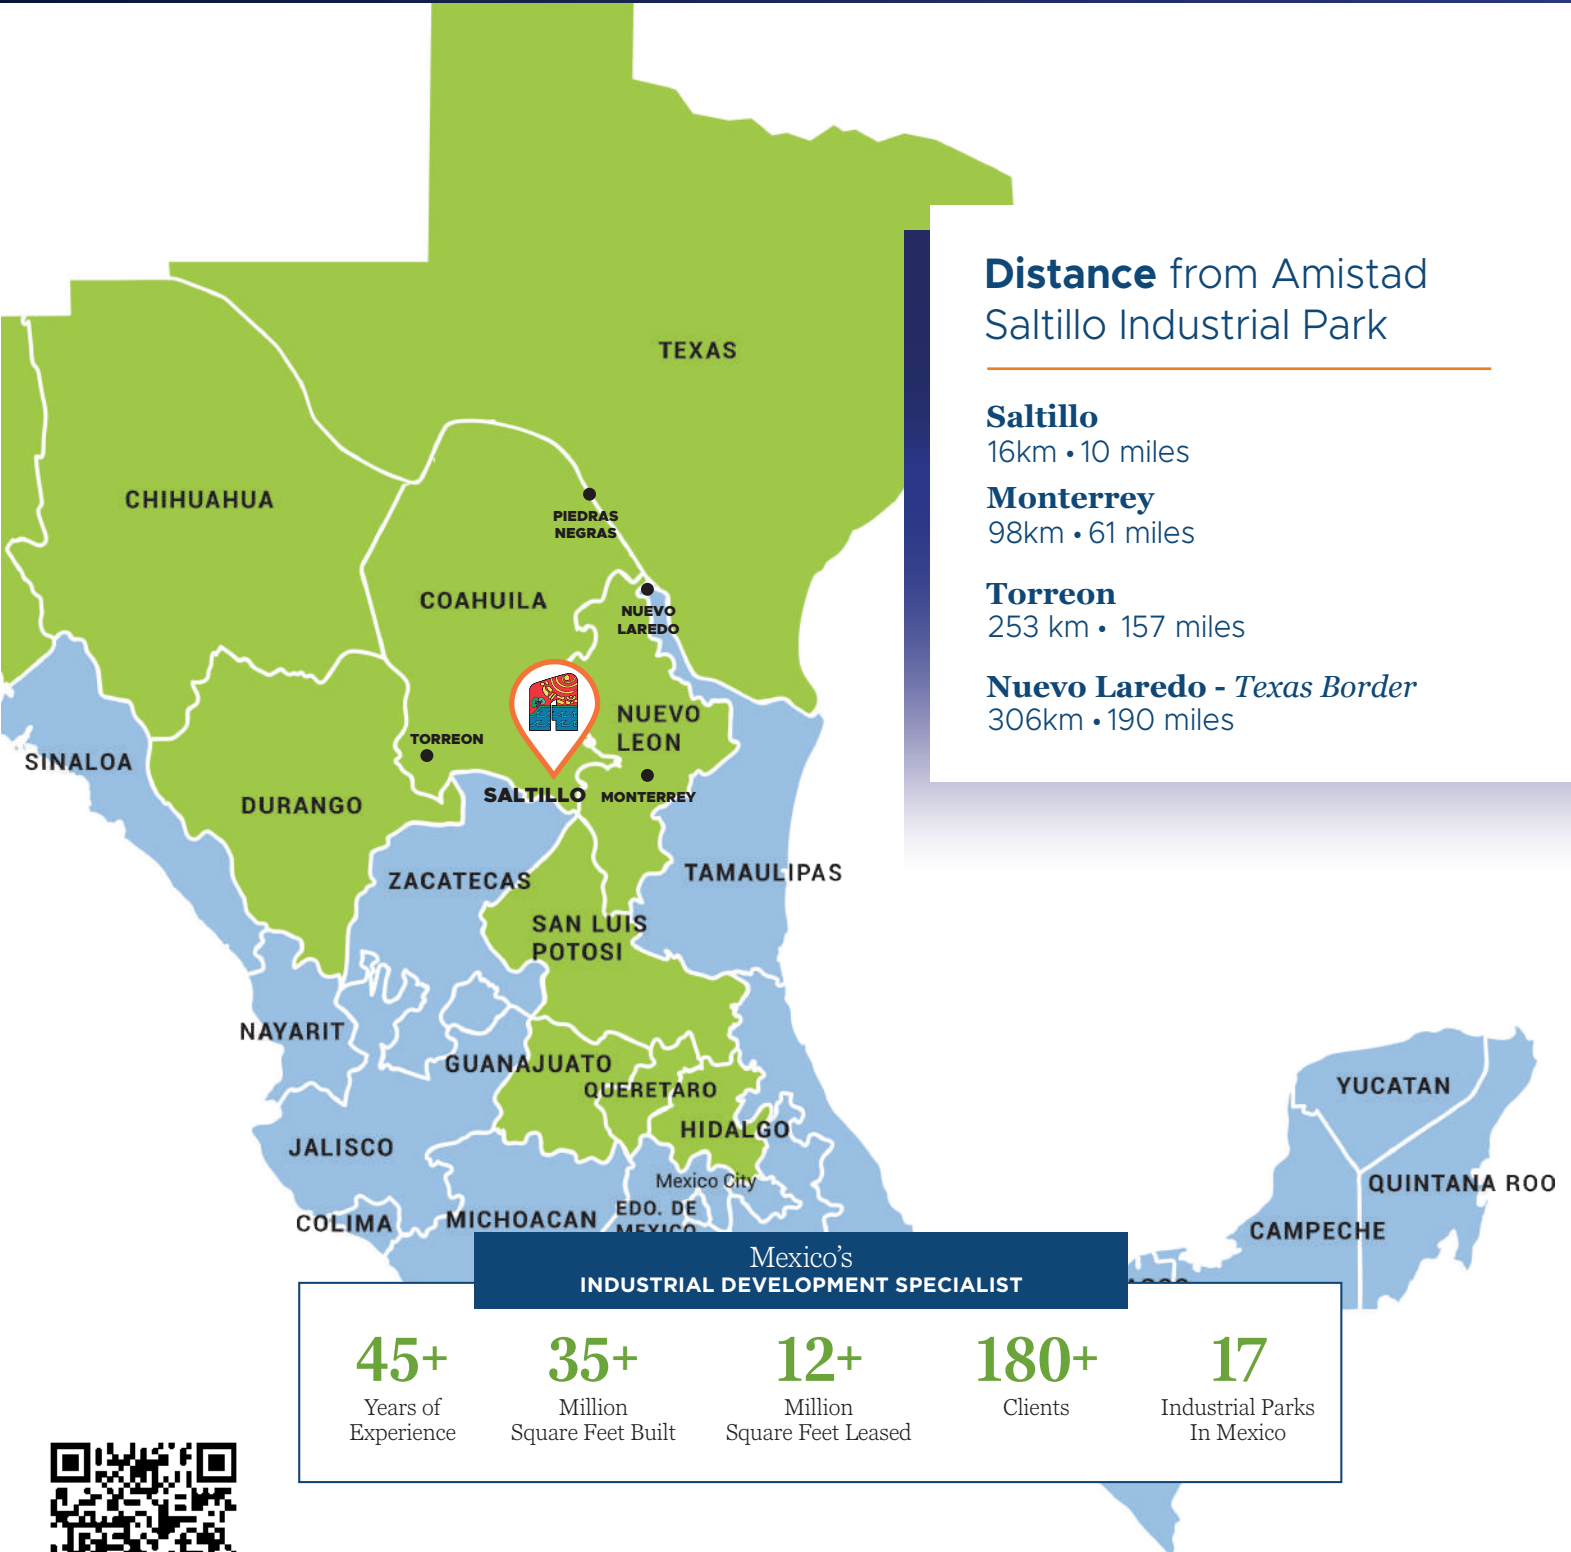 TEXAS
Distance from Amistad
Saltillo Industrial Park
Saltillo
16km • 10 miles
Monterrey
98km • 61 miles
Torreon
253 km • 157 miles
Nuevo Laredo - Texas Border
306km • 190 miles
CHIHUAHUA
PIEDRAS
NEGRAS
COAHUILA
NUEVO
LAREDO
NUEVO
LEON
TORREON
SINALOA
SALTILLO
MONTERREY
DURANGO
ZACATECAS
TAMAULIPAS
SAN LUIS
POTOSI
NAYARIT
GUANAJUATO
QUERETARO
HIDALGO
JALISCO
Mexico City
COLIMA
MICHOACAN
EDO. DE
MEXICO
YUCATAN
QUINTANA ROO
CAMPECHE
Mexico's
INDUSTRIAL DEVELOPMENT SPECIALIST
45+
Years of
Experience
35+
Million
Square Feet Built
12+
Million
Square Feet Leased
180+
Clients
17
Industrial Parks
In Mexico